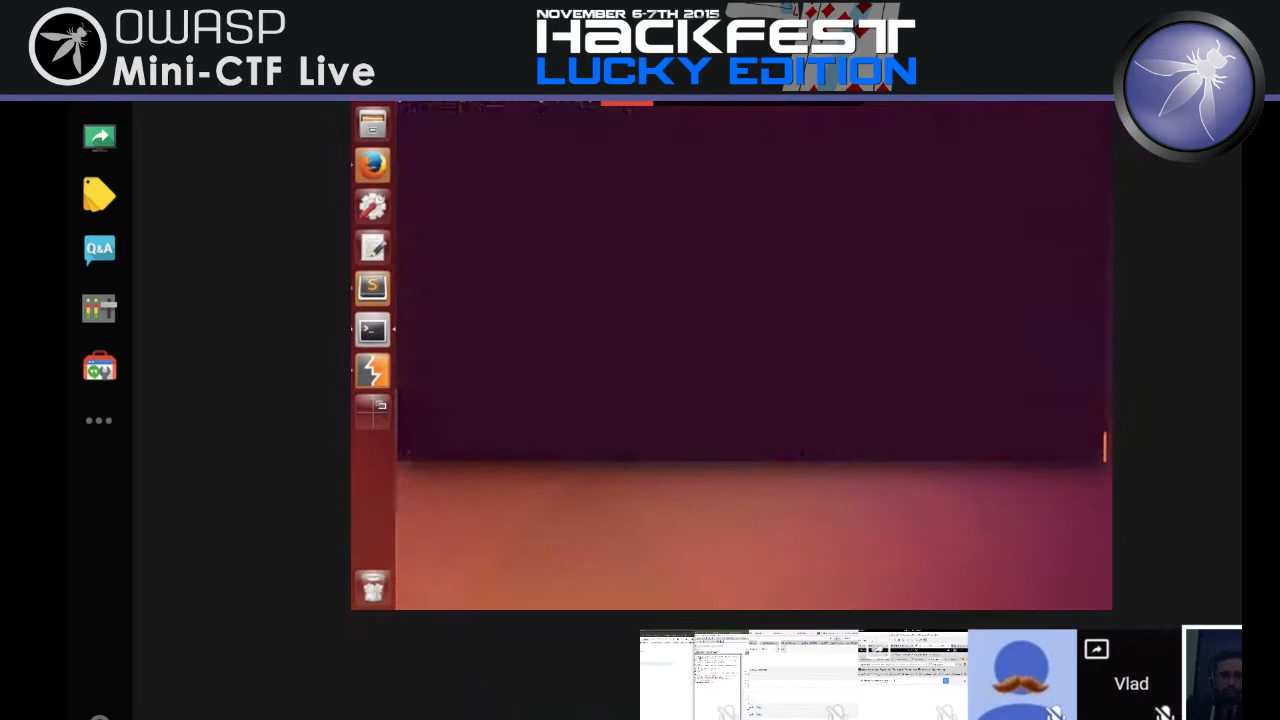 OWASP
Mini-CTF Live
NOVEMBER 6-7TH 2015
HACKFEST
LUCKY EDITION
Q&A
S
>_
Vlad